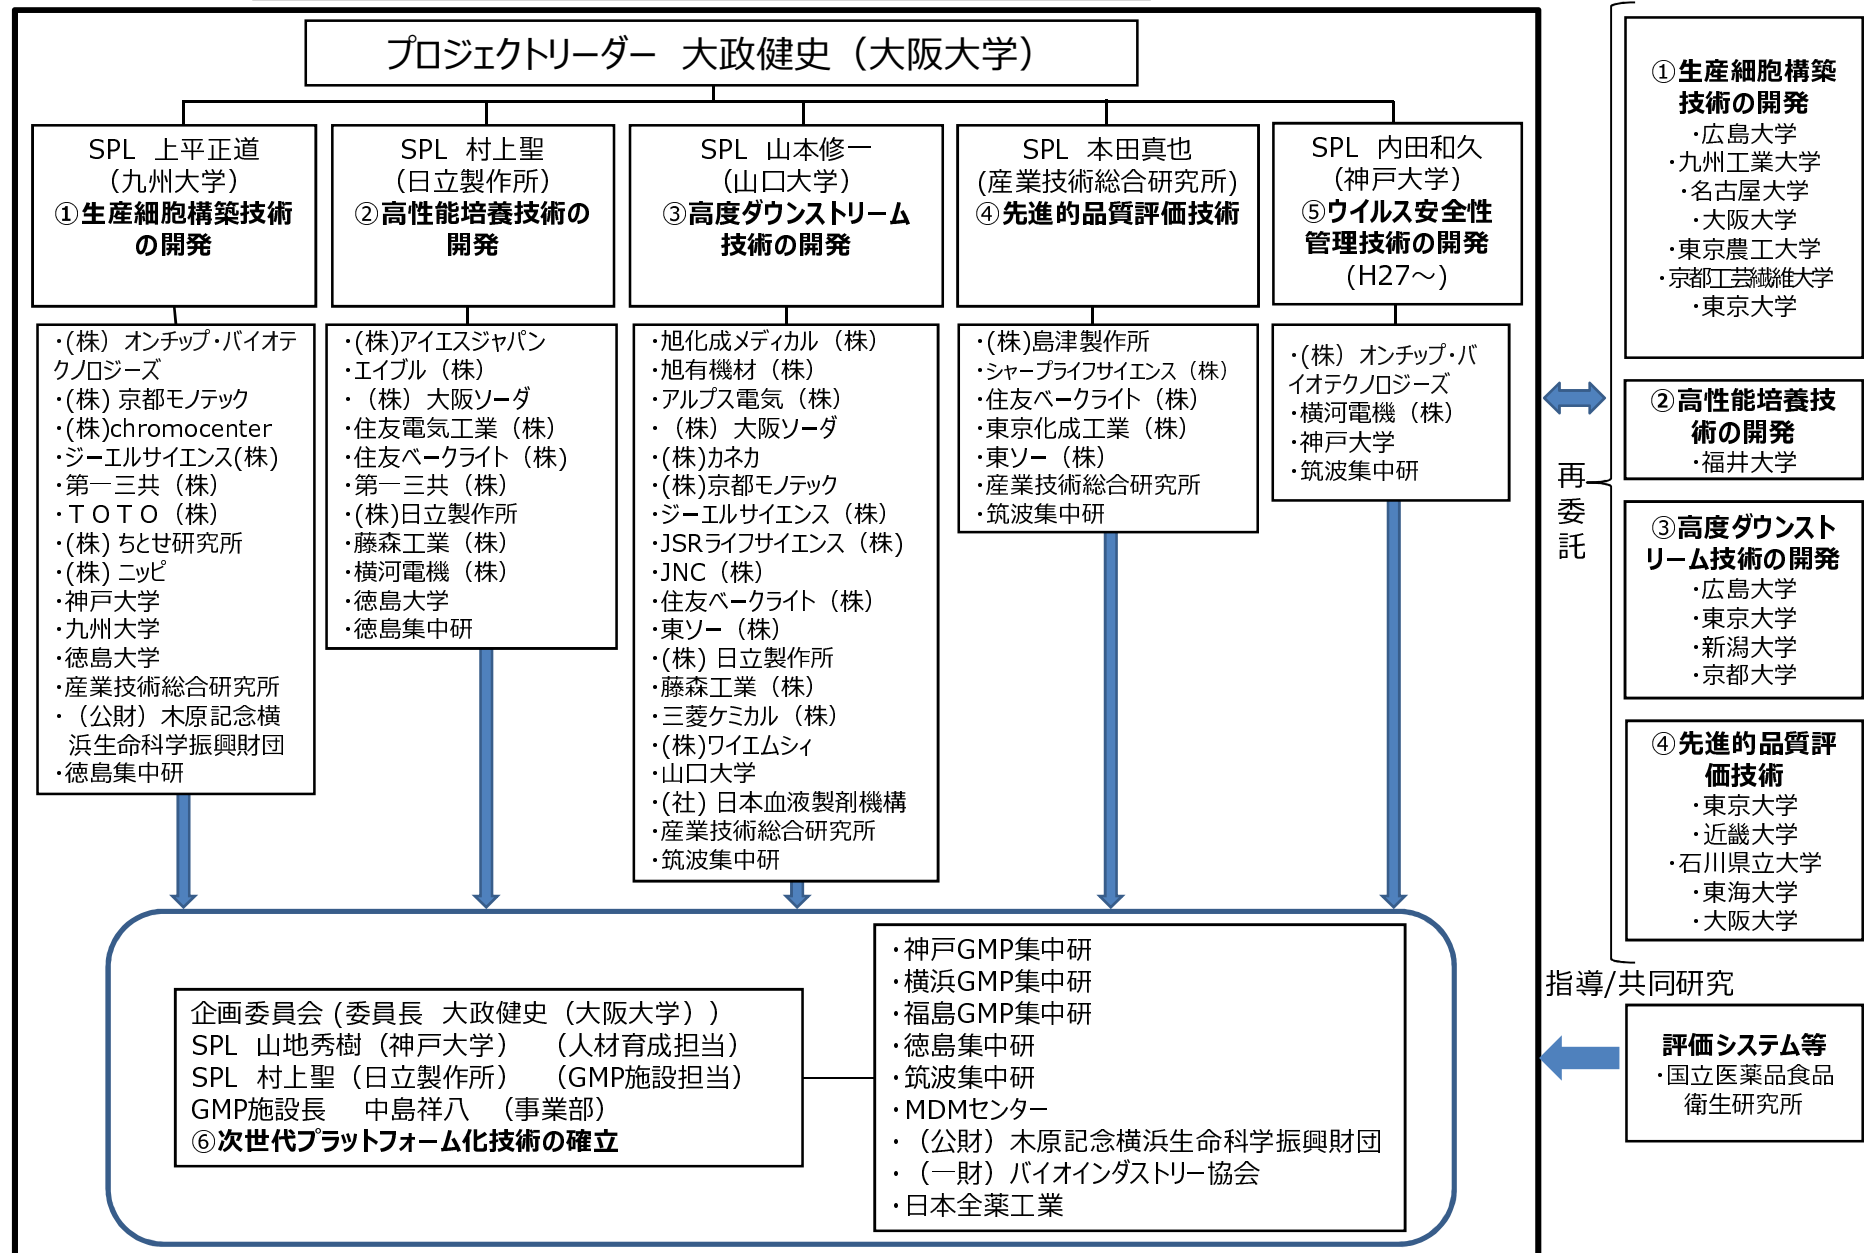 プロジェクトリーダー 大政健史（大阪大学）
SPL 上平正道
（九州大学）
①生産細胞構築技術
の開発
SPL 村上聖
（日立製作所）
②高性能培養技術の
開発
SPL 山本修一
（山口大学）
③高度ダウンストリーム
技術の開発
SPL 本田真也
(産業技術総合研究所)
④先進的品質評価技術
SPL 内田和久
（神戸大学）
⑤ウイルス安全性
管理技術の開発
（H27～）
・(株）オンチップ・バイオテ
クノロジーズ
・(株) 京都モノテック
・(株)chromocenter
・ジーエルサイエンス(株)
・第一三共（株）
・ＴＯＴＯ（株）
・(株) ちとせ研究所
・(株) ニッピ
・神戸大学
・九州大学
・徳島大学
・産業技術総合研究所
・（公財）木原記念横
浜生命科学振興財団
・徳島集中研
・(株)アイエスジャパン
・エイブル（株）
・（株）大阪ソーダ
・住友電気工業（株）
・住友ベークライト（株）
・第一三共（株）
・(株)日立製作所
・藤森工業（株）
・横河電機（株）
・徳島大学
・徳島集中研
・旭化成メディカル（株）
・旭有機材（株）
・アルプス電気（株）
・（株）大阪ソーダ
・(株)カネカ
・(株)京都モノテック
・ジーエルサイエンス（株）
・JSRライフサイエンス（株）
・JNC（株）
・住友ベークライト（株）
・東ソー（株）
・(株) 日立製作所
・藤森工業（株）
・三菱ケミカル（株）
・(株)ワイエムシィ
・山口大学
・(社) 日本血液製剤機構
・産業技術総合研究所
・筑波集中研
・(株)島津製作所
・シャープライフサイエンス（株）
・住友ベークライト（株）
・東京化成工業（株）
・東ソー（株）
・産業技術総合研究所
・筑波集中研
・(株）オンチップ・バ
イオテクノロジーズ
・横河電機（株）
・神戸大学
・筑波集中研
企画委員会 (委員長 大政健史（大阪大学））
SPL 山地秀樹（神戸大学） （人材育成担当）
SPL 村上聖（日立製作所） （GMP施設担当）
GMP施設長 中島祥八 （事業部）
⑥次世代プラットフォーム化技術の確立
・神戸GMP集中研
・横浜GMP集中研
・福島GMP集中研
・徳島集中研
・筑波集中研
・MDMセンター
・（公財）木原記念横浜生命科学振興財団
・（一財）バイオインダストリー協会
・日本全薬工業
再
委
託
①生産細胞構築
技術の開発
・広島大学
・九州工業大学
・名古屋大学
・大阪大学
・東京農工大学
・京都工芸繊維大学
・東京大学
②高性能培養技
術の開発
・福井大学
③高度ダウンスト
リーム技術の開発
・広島大学
・東京大学
・新潟大学
・京都大学
④先進的品質評
価技術
・東京大学
・近畿大学
・石川県立大学
・東海大学
・大阪大学
指導/共同研究
評価システム等
・国立医薬品食品
衛生研究所